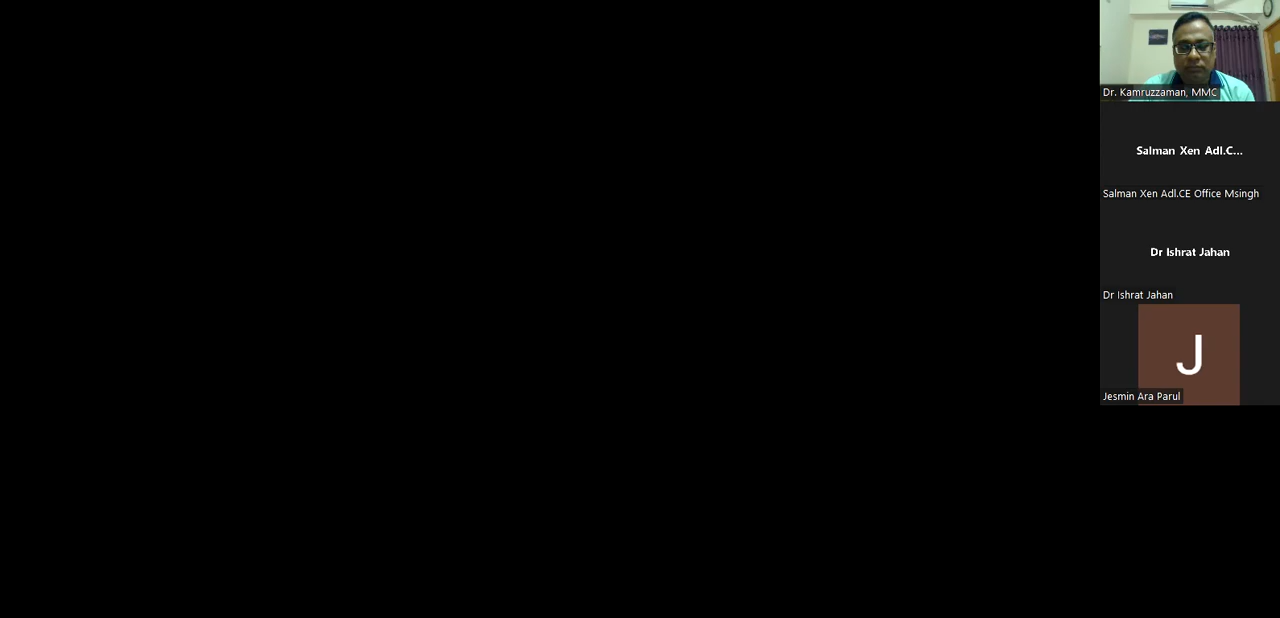 Dr. Kamruzzaman, MMC
Salman Xen Adl.C...
Salman Xen Adl.CE Office Msingh
Dr Ishrat Jahan
Dr Ishrat Jahan
J
Jesmin Ara Parul